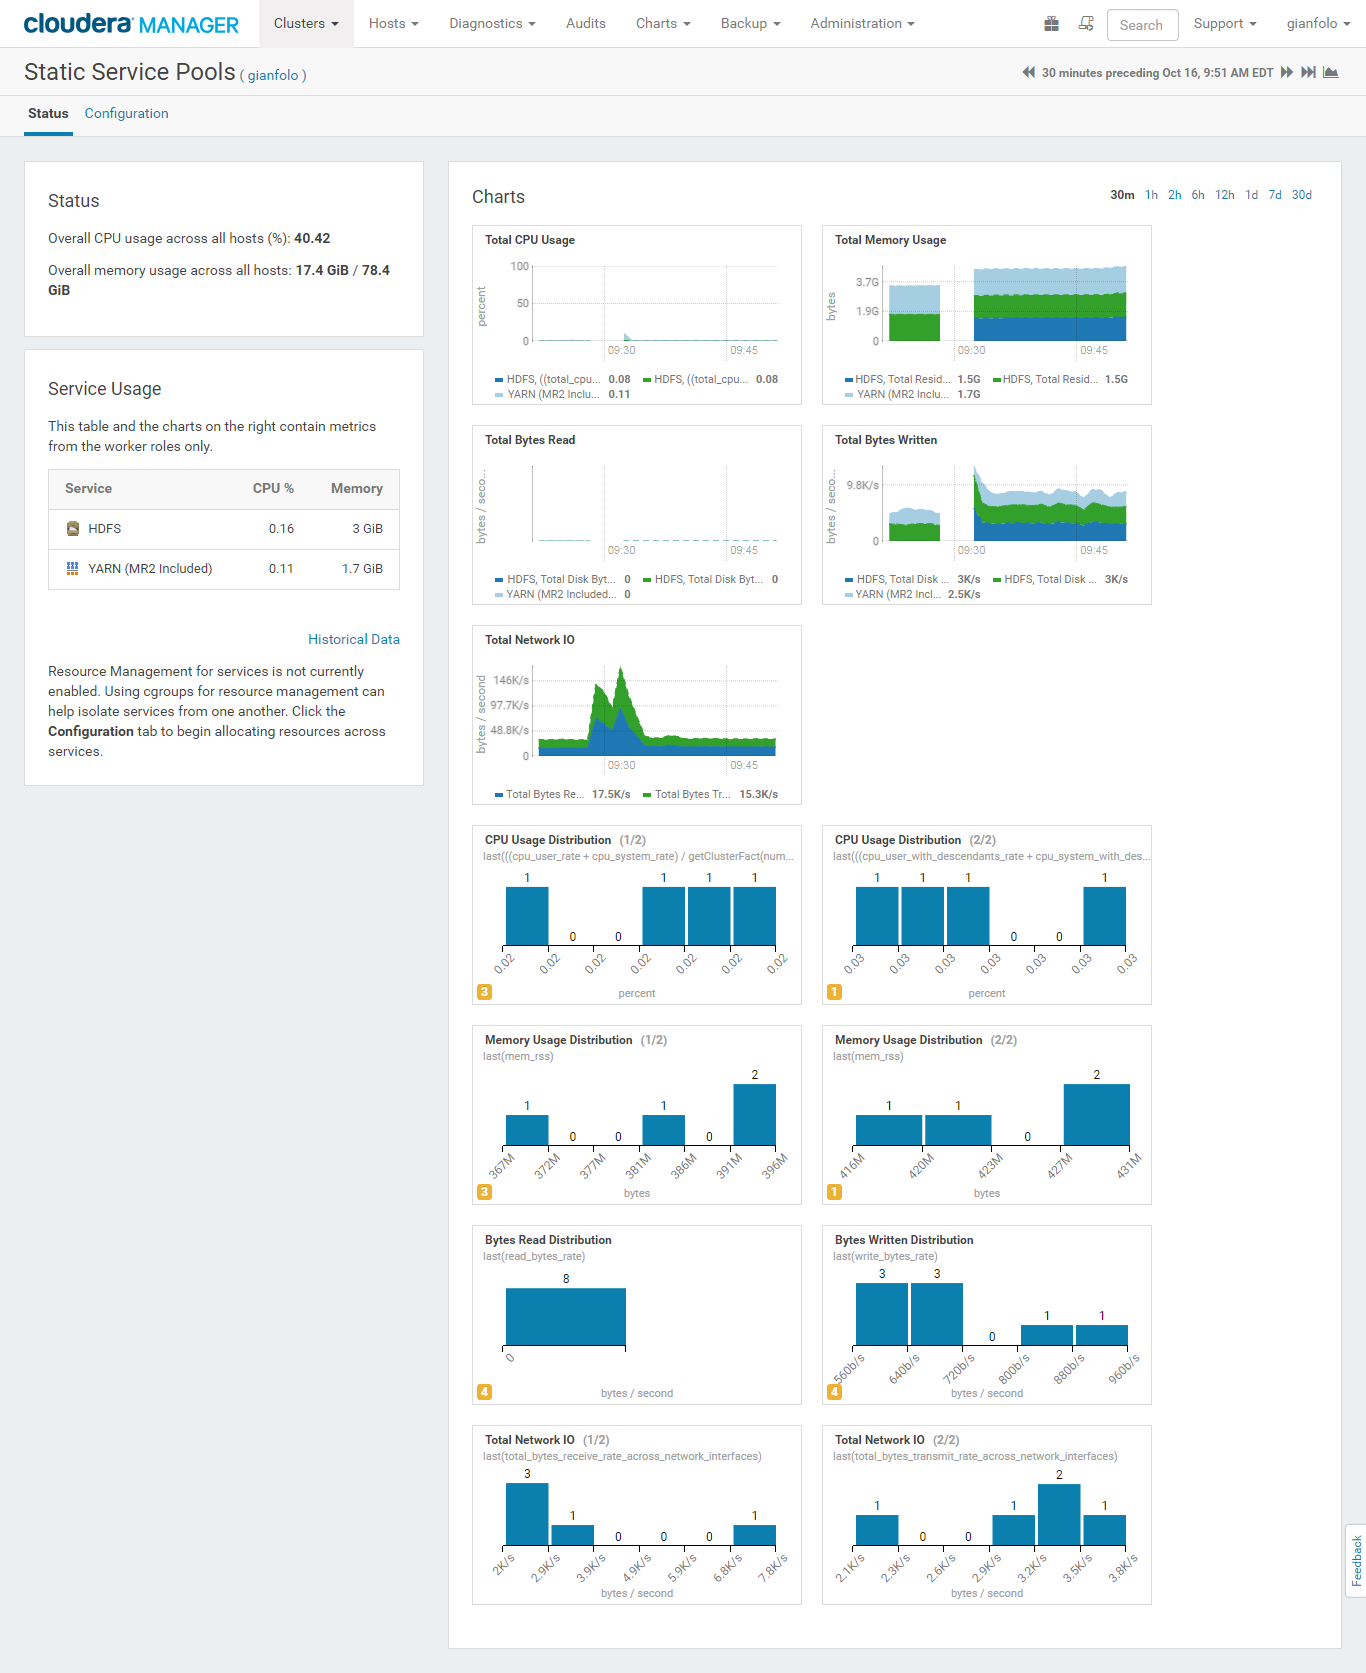 cloudera MANAGER
Clusters
Hosts
Diagnostics
Audits
Charts
Backup
Administration
Search
Support
gianfolo
Static Service Pools ( gianfolo )
30 minutes preceding Oct 16, 9:51 AM EDT
Status
Configuration
Status
Overall CPU usage across all hosts (%): 40.42
Overall memory usage across all hosts: 17.4 GiB / 78.4
GiB
Service Usage
This table and the charts on the right contain metrics
from the worker roles only.
Service CPU % Memory
HDFS 0.16 3 GiB
YARN (MR2 Included) 0.11 1.7 GiB
Historical Data
Resource Management for services is not currently
enabled. Using cgroups for resource management can
help isolate services from one another. Click the
Configuration tab to begin allocating resources across
services.
Charts
30m 1h 2h 6h 12h 1d 7d 30d
Total CPU Usage
percent
100
50
0
09:30 09:45
HDFS, ((total_cpu... 0.08 HDFS, ((total_cpu... 0.08
YARN (MR2 Inclu... 0.11
Total Memory Usage
bytes
3.7G
1.9G
0
09:30 09:45
HDFS, Total Resid... 1.5G HDFS, Total Resid... 1.5G
YARN (MR2 Inclu... 1.7G
Total Bytes Read
bytes / seco...
09:30 09:45
HDFS, Total Disk Byt... 0 HDFS, Total Disk Byt... 0
YARN (MR2 Included... 0
Total Bytes Written
bytes / seco...
9.8K/s
0
09:30 09:45
HDFS, Total Disk ... 3K/s HDFS, Total Disk ... 3K/s
YARN (MR2 Incl... 2.5K/s
Total Network IO
bytes / second
146K/s
97.7K/s
48.8K/s
0
09:30 09:45
Total Bytes Re... 17.5K/s Total Bytes Tr... 15.3K/s
CPU Usage Distribution (1/2)
last(((cpu_user_rate + cpu_system_rate) / getClusterFact(num...
1 0 0 1 1 1
0.02 0.02 0.02 0.02 0.02 0.02 0.02
3
percent
CPU Usage Distribution (2/2)
last(((cpu_user_with_descendants_rate + cpu_system_with_des...
1 1 1 0 0 1
0.03 0.03 0.03 0.03 0.03 0.03 0.03
1
percent
Memory Usage Distribution (1/2)
last(mem_rss)
1 0 0 1 0 2
367M 372M 377M 381M 386M 391M 396M
3
bytes
Memory Usage Distribution (2/2)
last(mem_rss)
1 1 0 2
416M 420M 423M 427M 431M
1
bytes
Bytes Read Distribution
last(read_bytes_rate)
8
0
4
bytes / second
Bytes Written Distribution
last(write_bytes_rate)
3 3 0 1 1
560b/s 640b/s 720b/s 800b/s 880b/s 960b/s
4
bytes / second
Total Network IO (1/2)
last(total_bytes_receive_rate_across_network_interfaces)
3 1 0 0 0 1
2K/s 2.9K/s 3.9K/s 4.9K/s 5.9K/s 6.8K/s 7.8K/s
bytes / second
Total Network IO (2/2)
last(total_bytes_transmit_rate_across_network_interfaces)
1 0 0 1 2 1
2.1K/s 2.3K/s 2.6K/s 2.9K/s 3.2K/s 3.5K/s 3.8K/s
bytes / second
Feedback